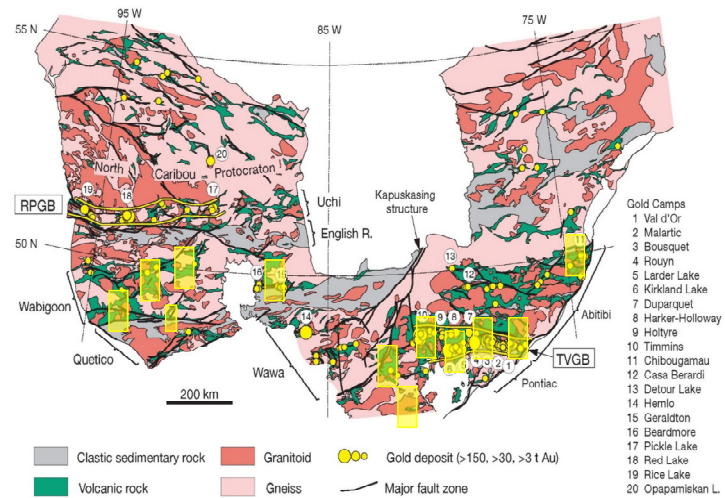 95 W
85 W
75 W
55 N
50 N
North
Caribou
Protocraton
20
19
18
17
RPGB
Uchi
English R.
Kapuskasing
structure
Wabigoon
Quetico
Wawa
16
15
14
13
12
11
10
9
8
7
4
3
2
1
Abitibi
TVGB
Pontiac
200 km
Gold Camps
1 Val d'Or
2 Malartic
3 Bousquet
4 Rouyn
5 Larder Lake
6 Kirkland Lake
7 Duparquet
8 Harker-Holloway
9 Holtyre
10 Timmins
11 Chibougamau
12 Casa Berardi
13 Detour Lake
14 Hemlo
15 Geraldton
16 Beardmore
17 Pickle Lake
18 Red Lake
19 Rice Lake
20 Opapamiskan L.
Clastic sedimentary rock
Granitoid
Gold deposit (>150, >30, >3 t Au)
Volcanic rock
Gneiss
Major fault zone